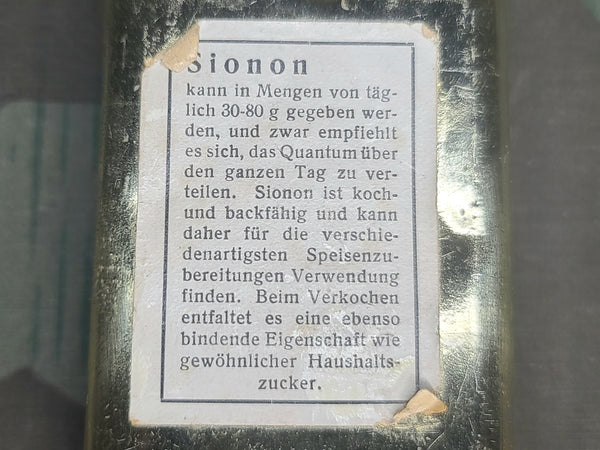 Sionon
kann in Mengen von täg-
lich 30-80 g gegeben wer-
den, und zwar empfiehlt
es sich, das Quantum über
den ganzen Tag zu ver-
teilen. Sionon ist koch-
und backfähig und kann
daher für die verschie-
denartigsten Speisenzu-
bereitungen Verwendung
finden. Beim Verkochen
entfaltet es eine ebenso
bindende Eigenschaft wie
gewöhnlicher Haushalts-
zucker.